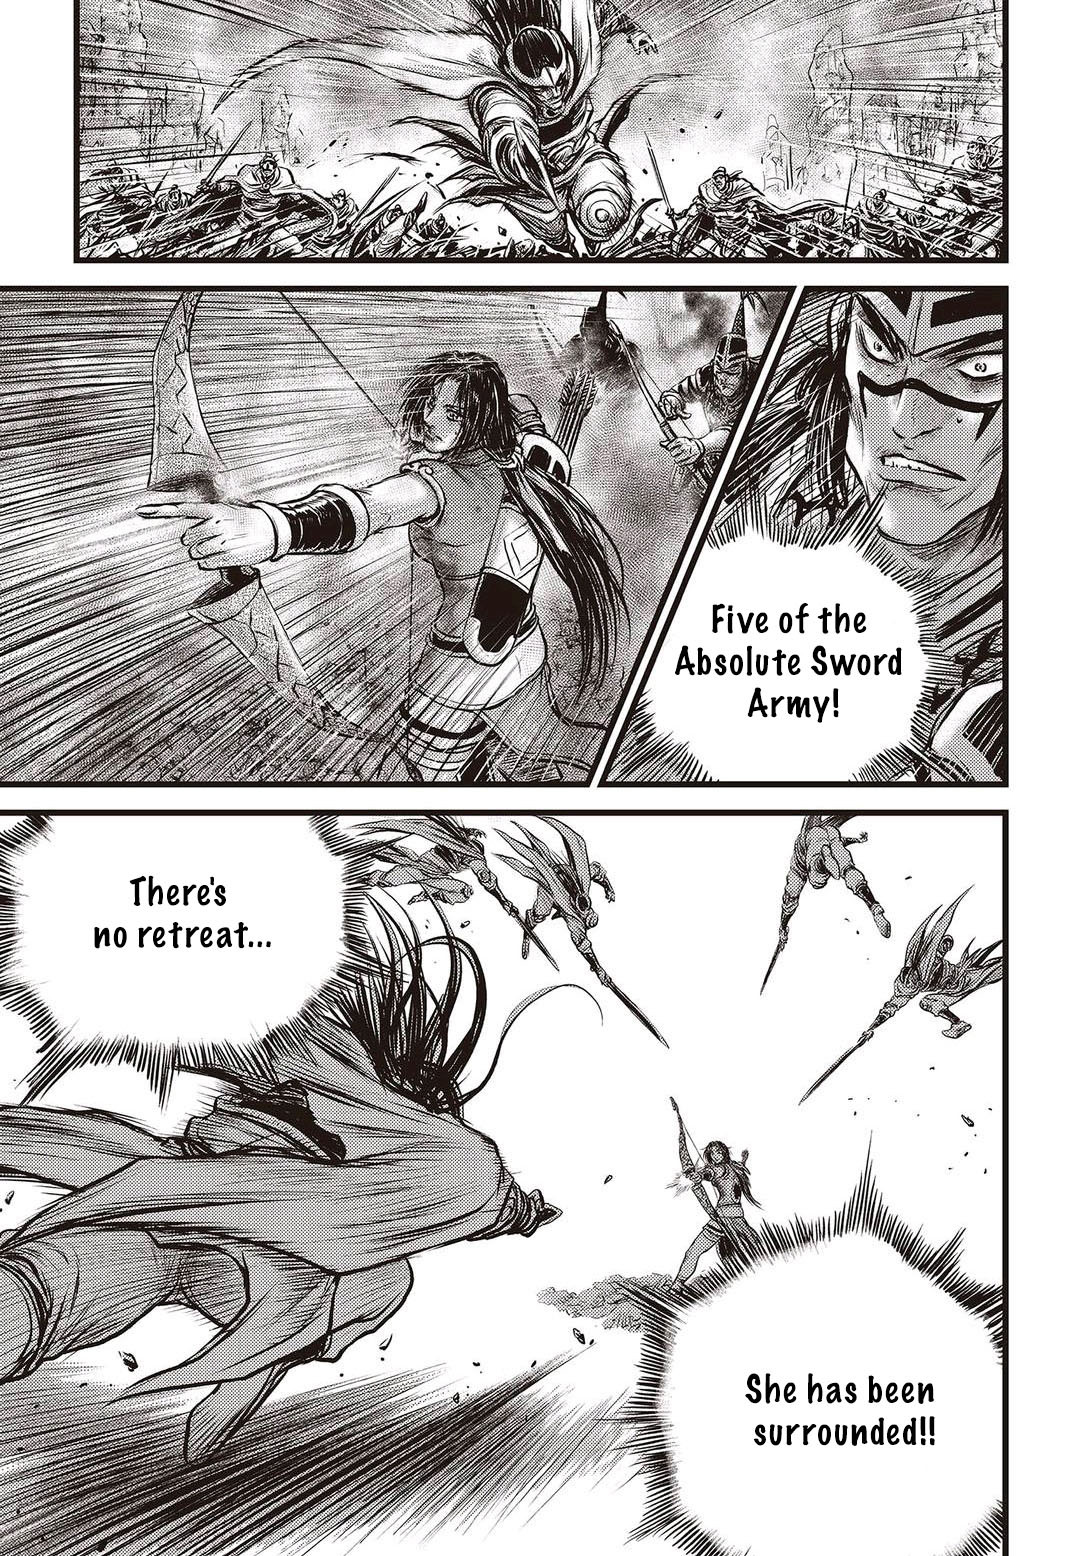 Five of the
Absolute Sword
Army!
There's
no retreat...
She has been
surrounded!!